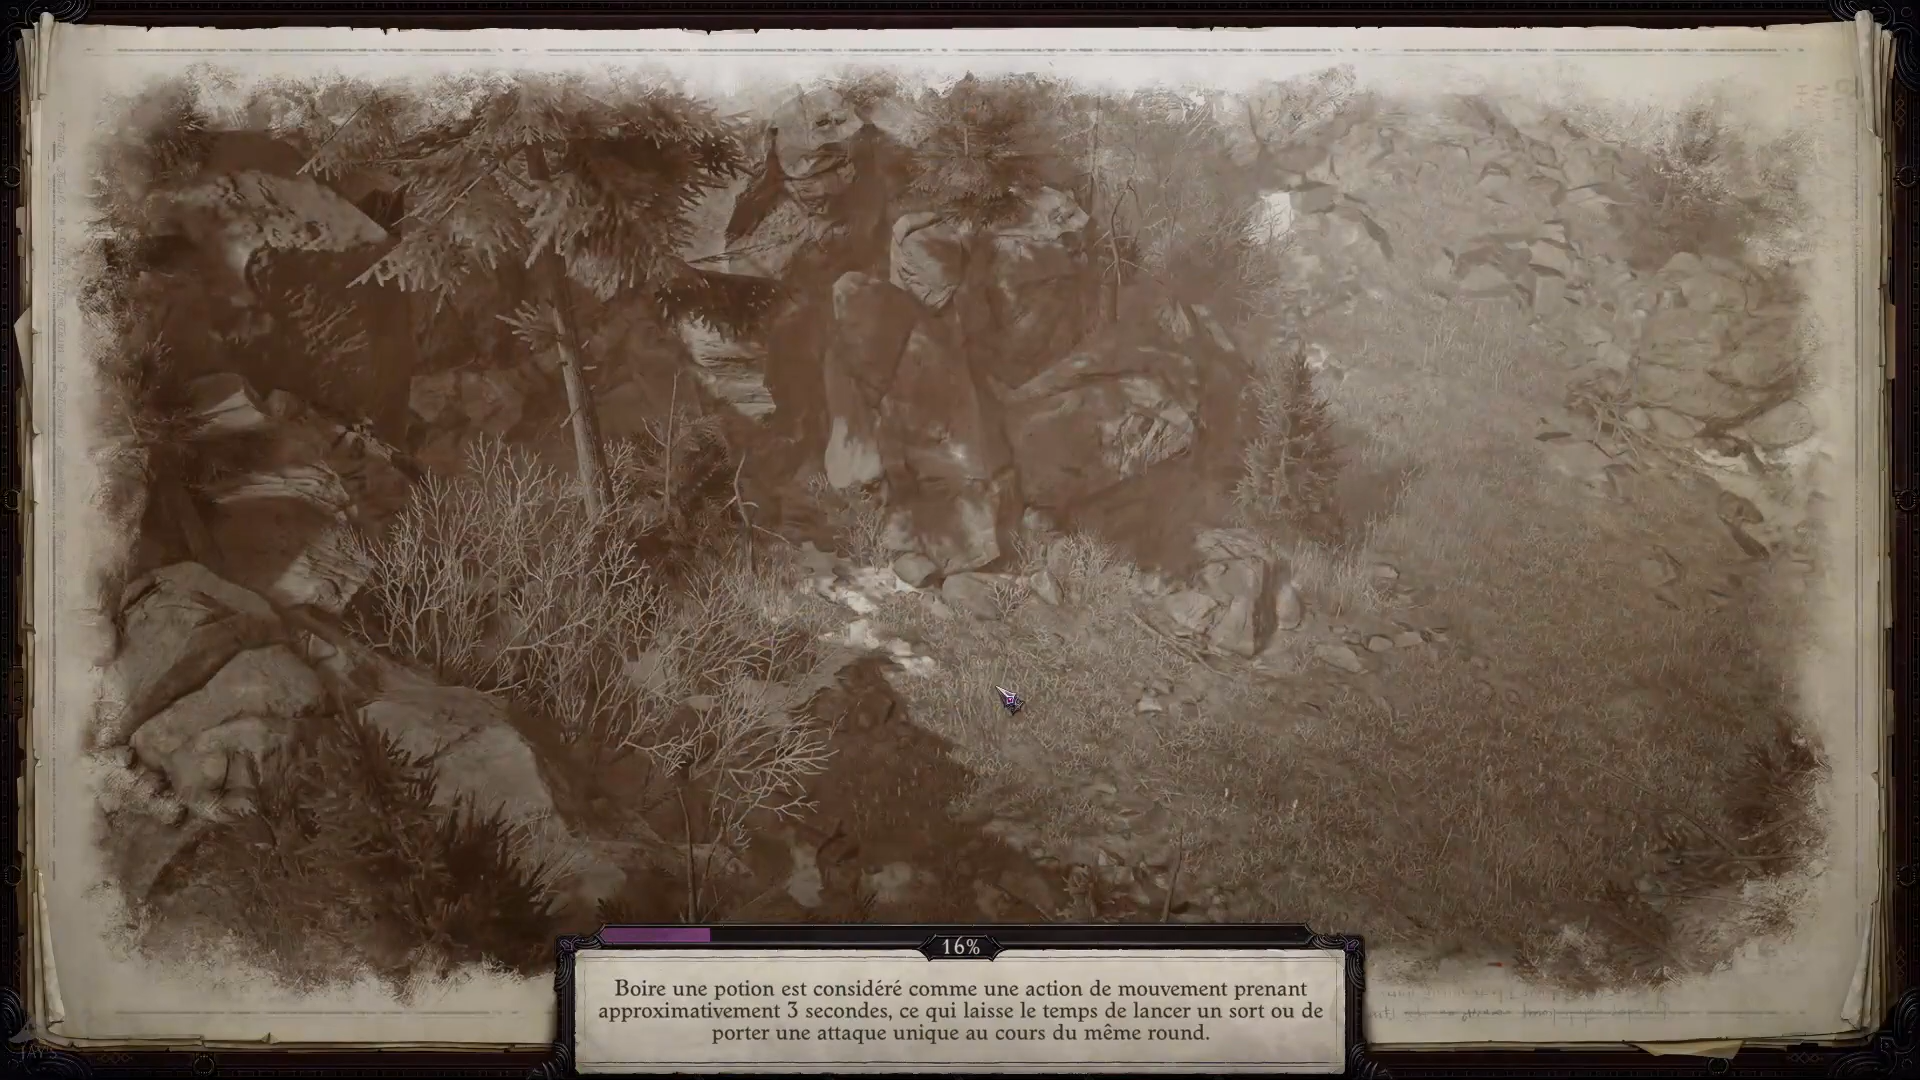 16%
Boire une potion est considéré comme une action de mouvement prenant
approximativement 3 secondes, ce qui laisse le temps de lancer un sort ou de
porter une attaque unique au cours du même round.